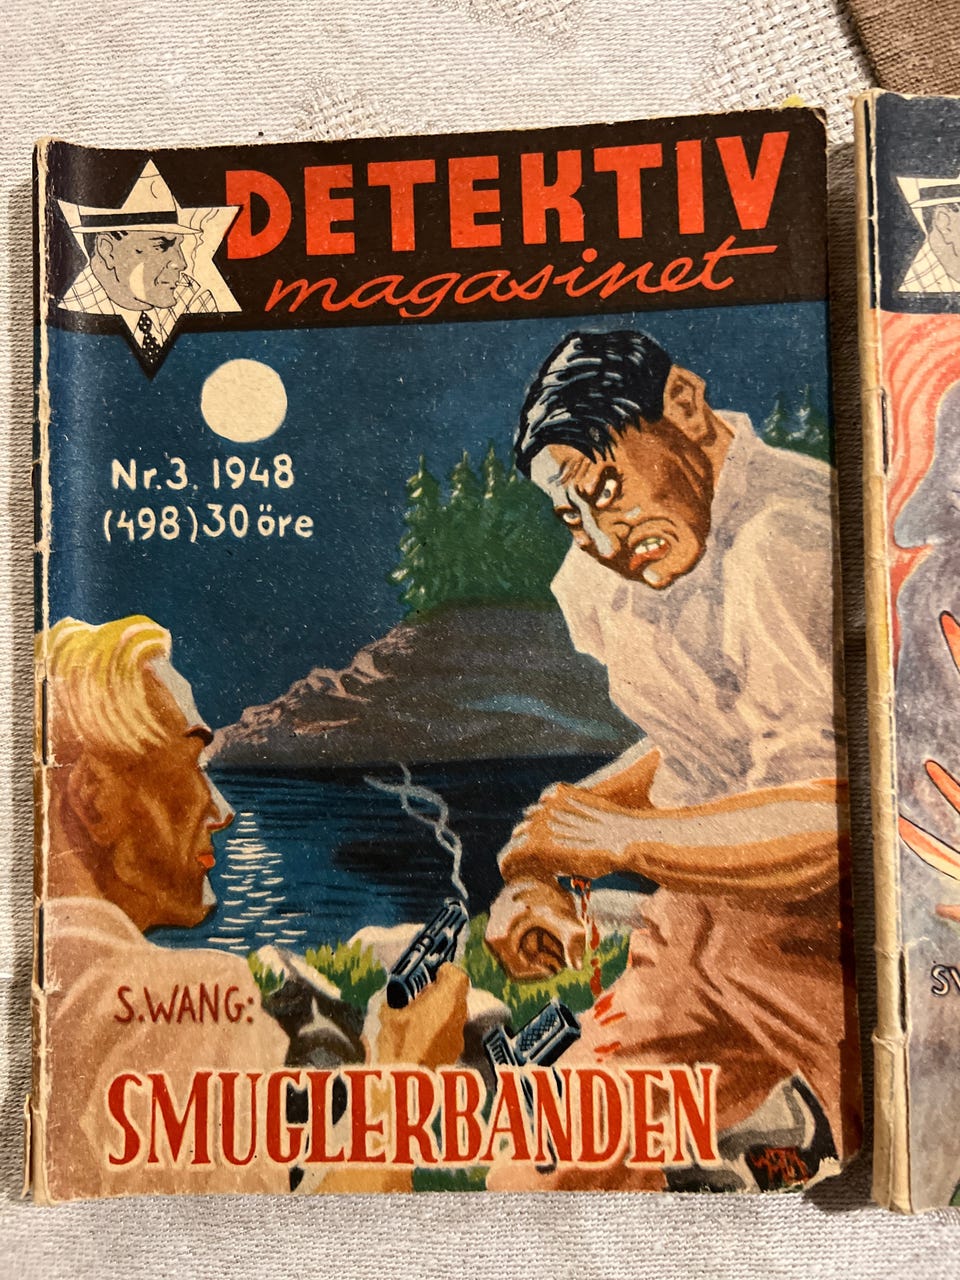 DETEKTIV
magasinet
Nr.3. 1948
(498) 30 öre
S.WANG:
SMUGLERBANDEN